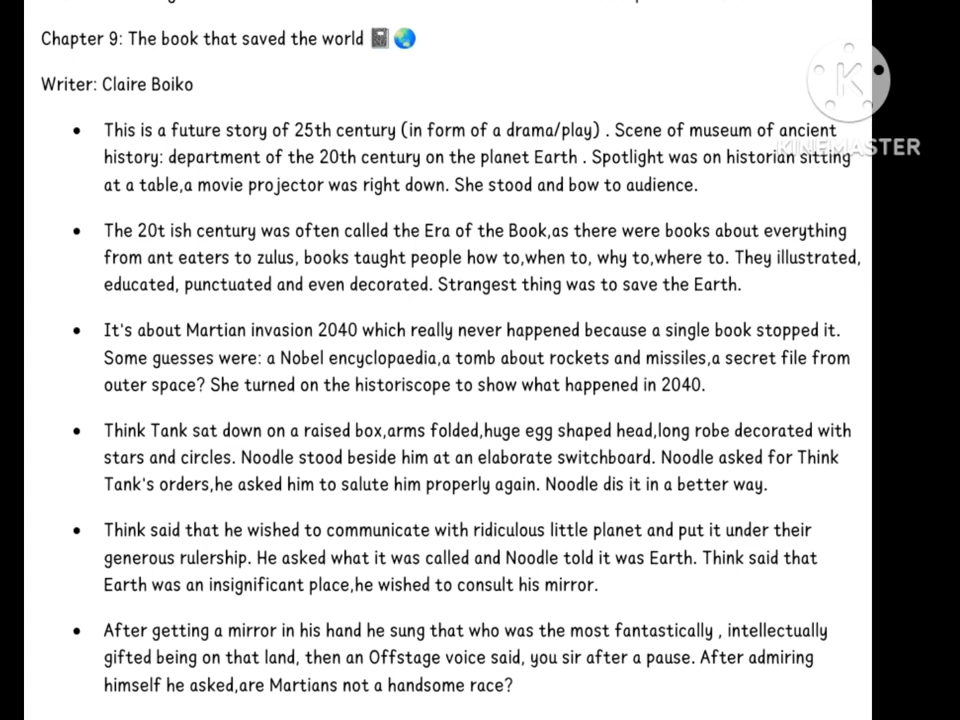 Chapter 9: The book that saved the world 📓 🌏
Writer: Claire Boiko
• This is a future story of 25th century (in form of a drama/play) . Scene of museum of ancient
history: department of the 20th century on the planet Earth . Spotlight was on historian sitting
at a table,a movie projector was right down. She stood and bow to audience.
• The 20t ish century was often called the Era of the Book,as there were books about everything
from ant eaters to zulus, books taught people how to,when to, why to,where to. They illustrated,
educated, punctuated and even decorated. Strangest thing was to save the Earth.
• It's about Martian invasion 2040 which really never happened because a single book stopped it.
Some guesses were: a Nobel encyclopaedia,a tomb about rockets and missiles,a secret file from
outer space? She turned on the historiscope to show what happened in 2040.
• Think Tank sat down on a raised box,arms folded,huge egg shaped head,long robe decorated with
stars and circles. Noodle stood beside him at an elaborate switchboard. Noodle asked for Think
Tank's orders,he asked him to salute him properly again. Noodle dis it in a better way.
• Think said that he wished to communicate with ridiculous little planet and put it under their
generous rulership. He asked what it was called and Noodle told it was Earth. Think said that
Earth was an insignificant place,he wished to consult his mirror.
• After getting a mirror in his hand he sung that who was the most fantastically , intellectually
gifted being on that land, then an Offstage voice said, you sir after a pause. After admiring
himself he asked,are Martians not a handsome race?
K
KINEMASTER